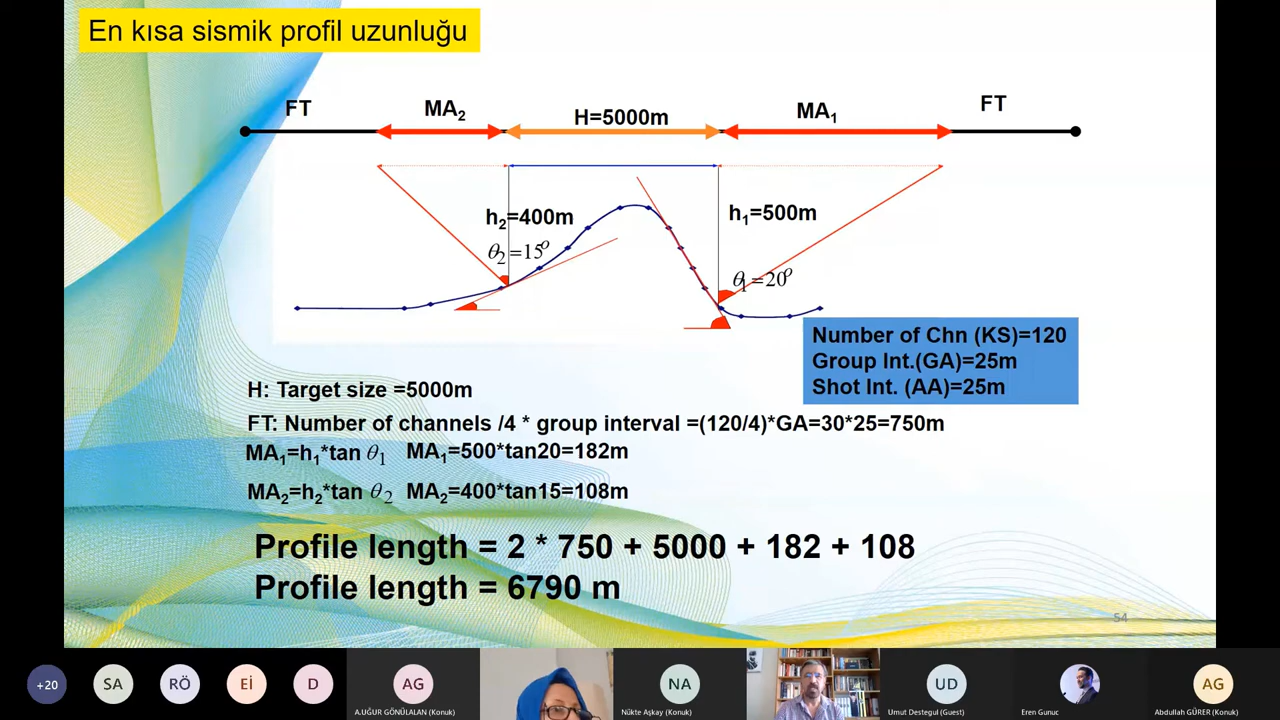 En kısa sismik profil uzunluğu
FT
MA₂
H=5000m
MA₁
FT
h₂=400m
h₁=500m
θ₂=15⁰
θ₁=20⁰
Number of Chn (KS)=120
Group Int.(GA)=25m
Shot Int. (AA)=25m
H: Target size =5000m
FT: Number of channels /4 * group interval =(120/4)*GA=30*25=750m
MA₁=h₁*tan θ₁ MA₁=500*tan20=182m
MA₂=h₂*tan θ₂ MA₂=400*tan15=108m
Profile length = 2 * 750 + 5000 + 182 + 108
Profile length = 6790 m
54
+20
SA
RÖ
Eİ
D
AG
NA
UD
AG
A.UĞUR GÖNÜLALAN (Konuk)
Nükte Aşkay (Konuk)
Umut Destegul (Guest)
Eren Gunuc
Abdullah GÜRER (Konuk)